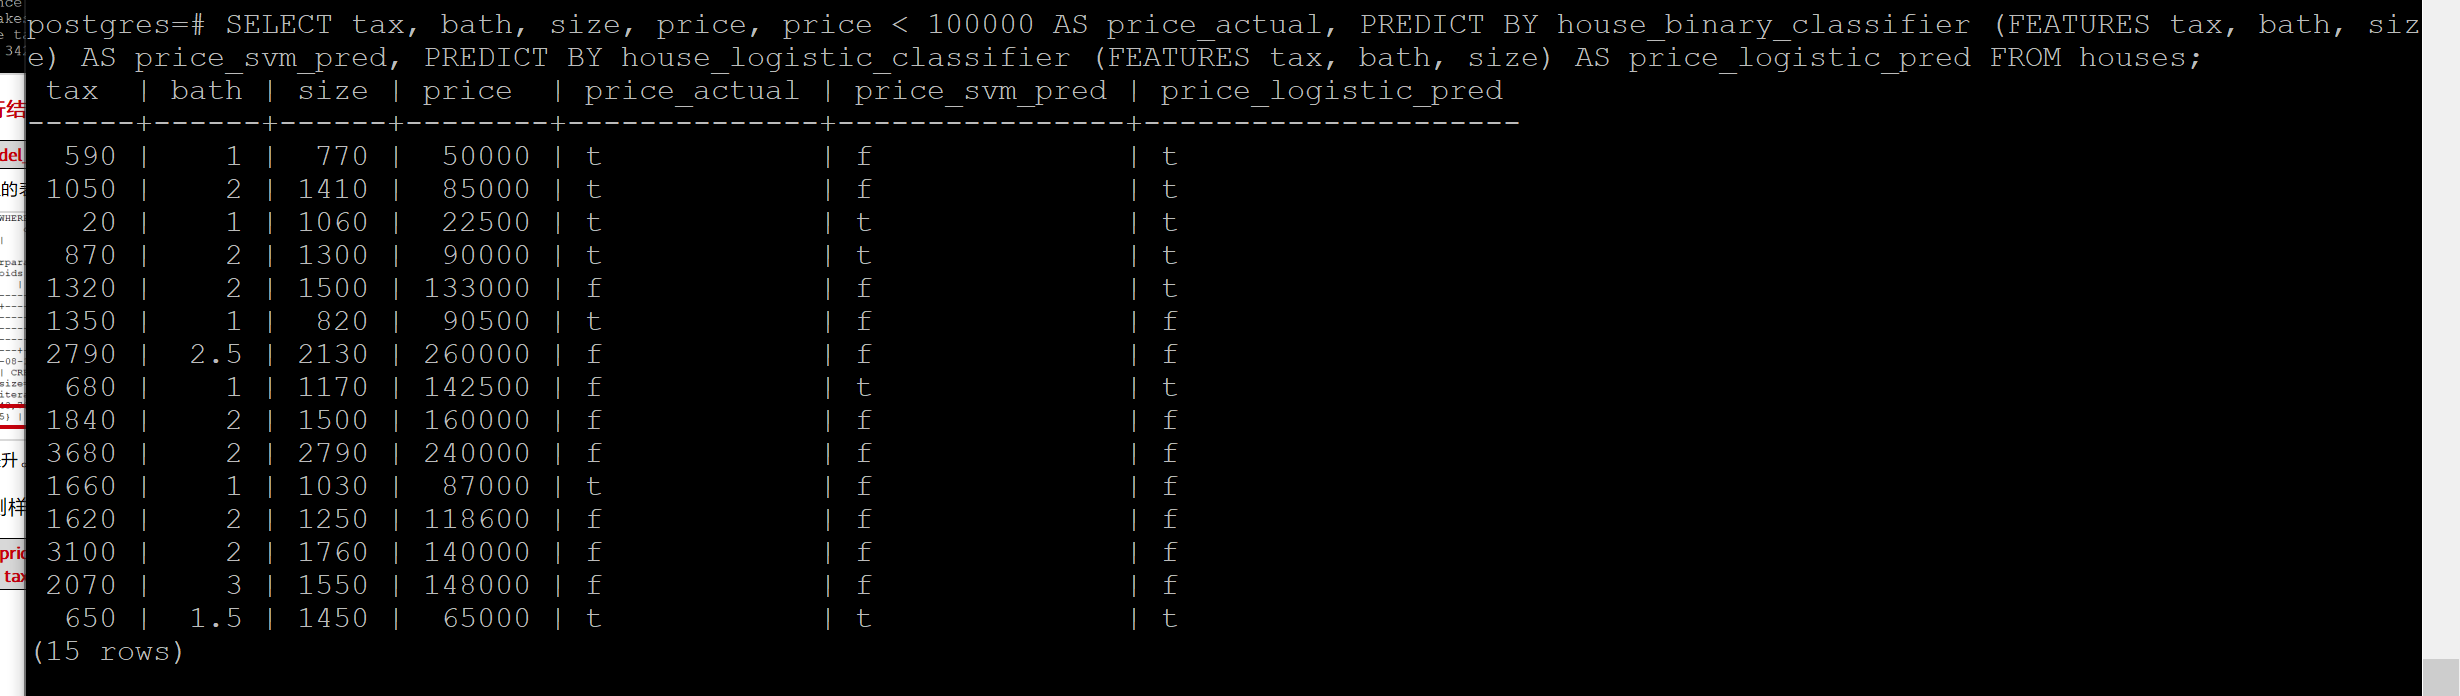 postgres=# SELECT tax, bath, size, price, price < 100000 AS price_actual, PREDICT BY house_binary_classifier (FEATURES tax, bath, siz
e) AS price_svm_pred, PREDICT BY house_logistic_classifier (FEATURES tax, bath, size) AS price_logistic_pred FROM houses;
tax | bath | size | price | price_actual | price_svm_pred | price_logistic_pred
------+------+------+--------+--------------+----------------+---------------------
590 | 1 | 770 | 50000 | t | f | t
1050 | 2 | 1410 | 85000 | t | f | t
20 | 1 | 1060 | 22500 | t | t | t
870 | 2 | 1300 | 90000 | t | t | t
1320 | 2 | 1500 | 133000 | f | f | t
1350 | 1 | 820 | 90500 | t | f | f
2790 | 2.5 | 2130 | 260000 | f | f | f
680 | 1 | 1170 | 142500 | f | t | t
1840 | 2 | 1500 | 160000 | f | f | f
3680 | 2 | 2790 | 240000 | f | f | f
1660 | 1 | 1030 | 87000 | t | f | f
1620 | 2 | 1250 | 118600 | f | f | f
3100 | 2 | 1760 | 140000 | f | f | f
2070 | 3 | 1550 | 148000 | f | f | f
650 | 1.5 | 1450 | 65000 | t | t | t
(15 rows)